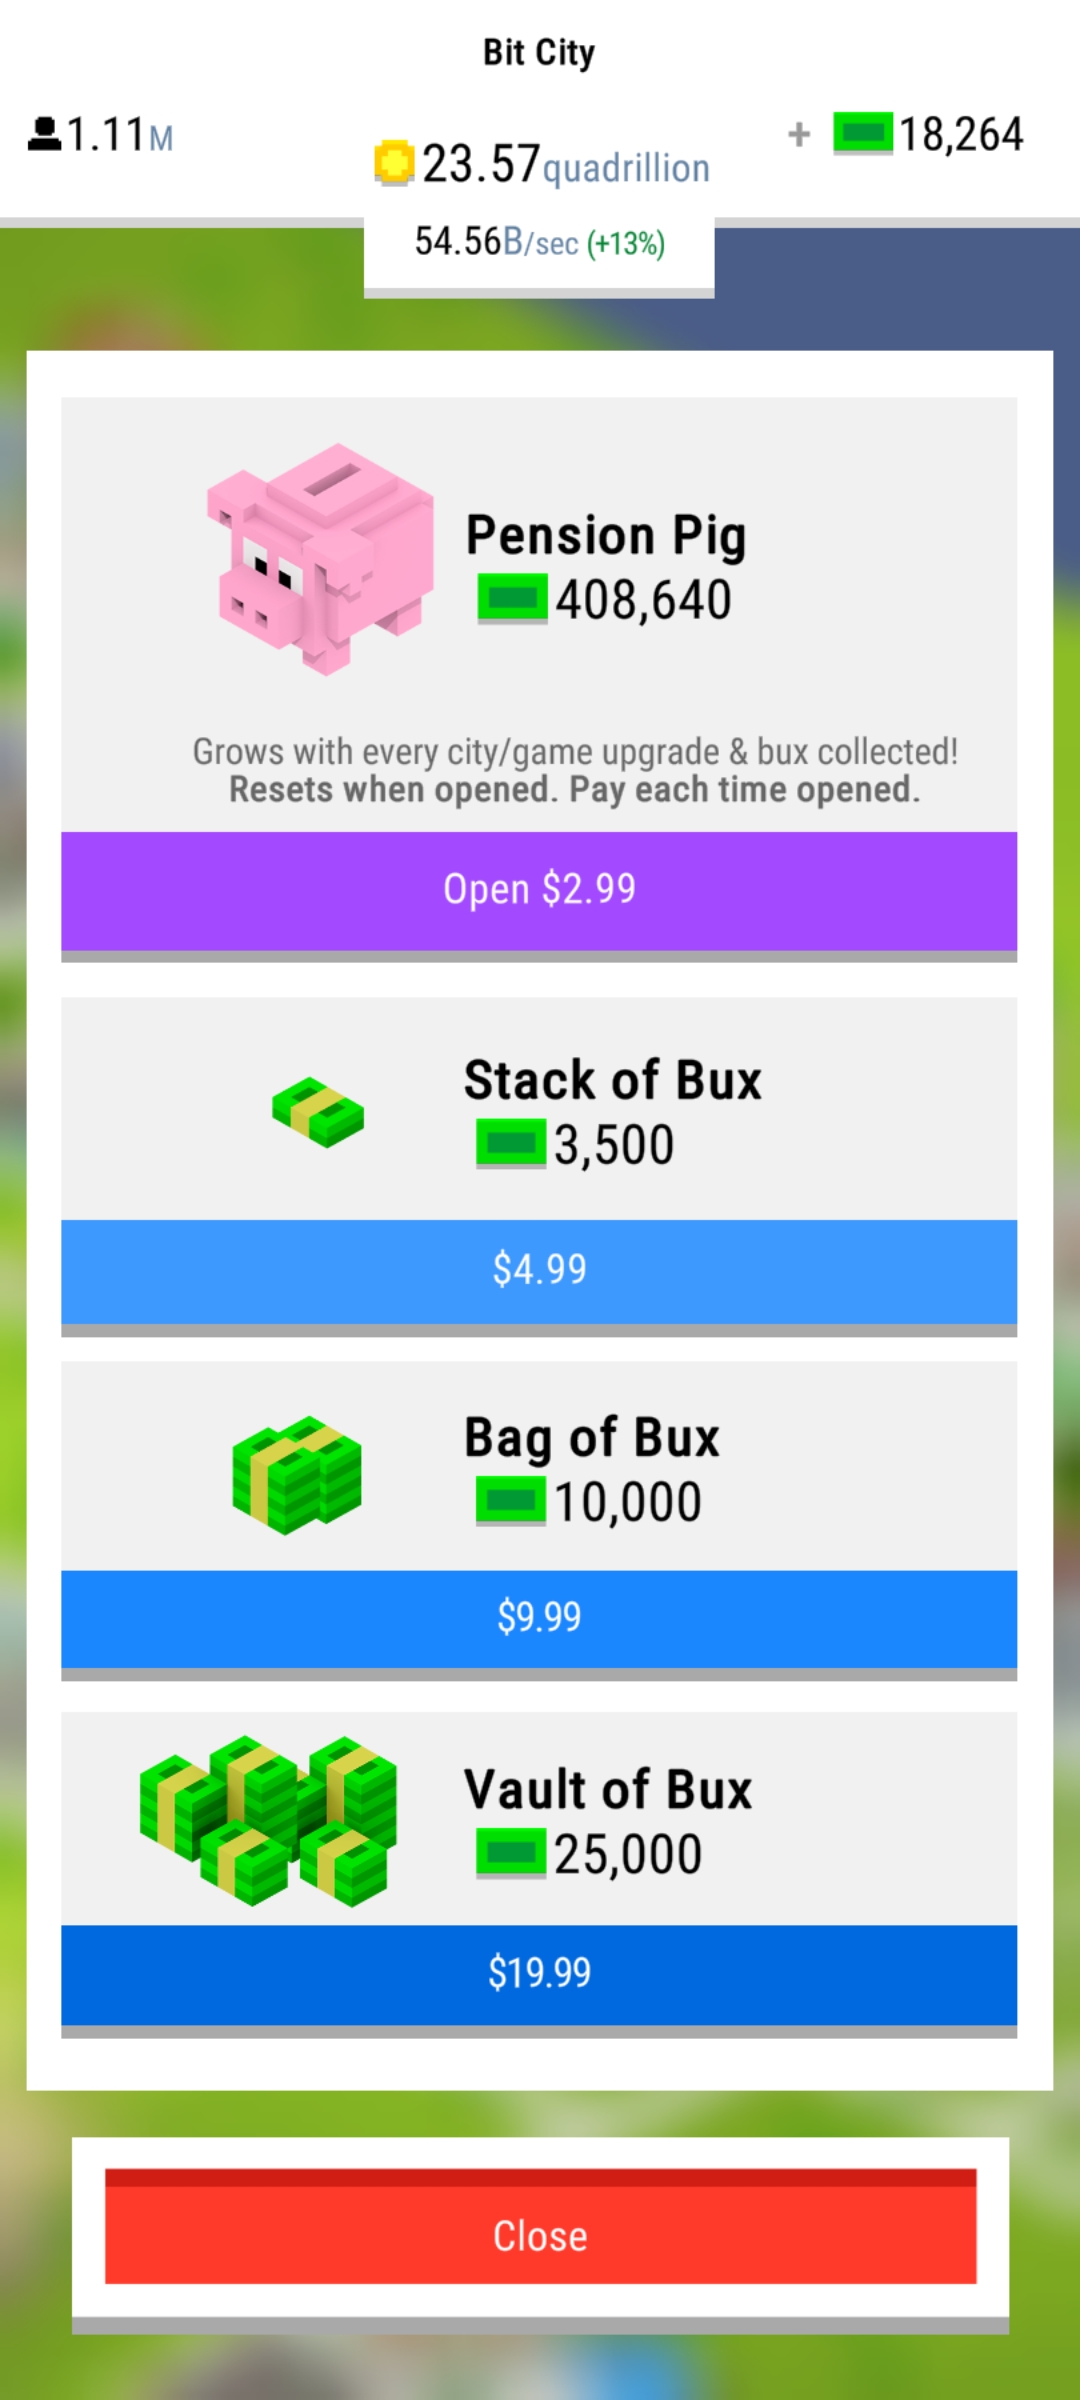 Bit City
1.11M
+ 18,264
23.57quadrillion
54.56B/sec (+13%)
Pension Pig
408,640
Grows with every city/game upgrade & bux collected!
Resets when opened. Pay each time opened.
Open $2.99
Stack of Bux
3,500
$4.99
Bag of Bux
10,000
$9.99
Vault of Bux
25,000
$19.99
Close